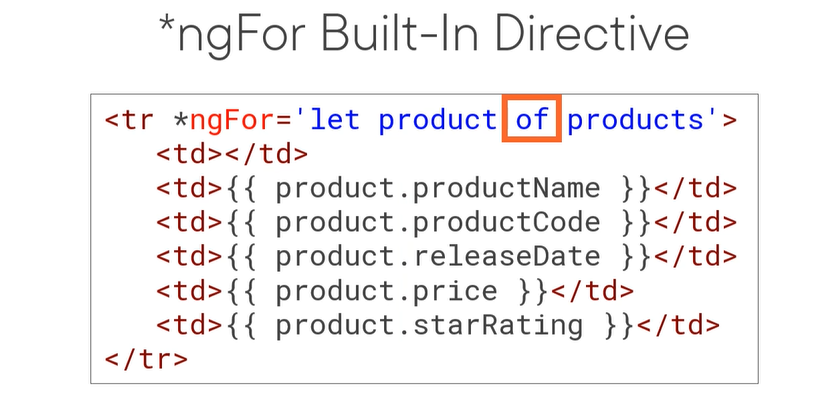 *ngFor Built-In Directive
<tr *ngFor='let product of products'>
<td></td>
<td>{{ product.productName }}</td>
<td>{{ product.productCode }}</td>
<td>{{ product.releaseDate }}</td>
<td>{{ product.price }}</td>
<td>{{ product.starRating }}</td>
</tr>